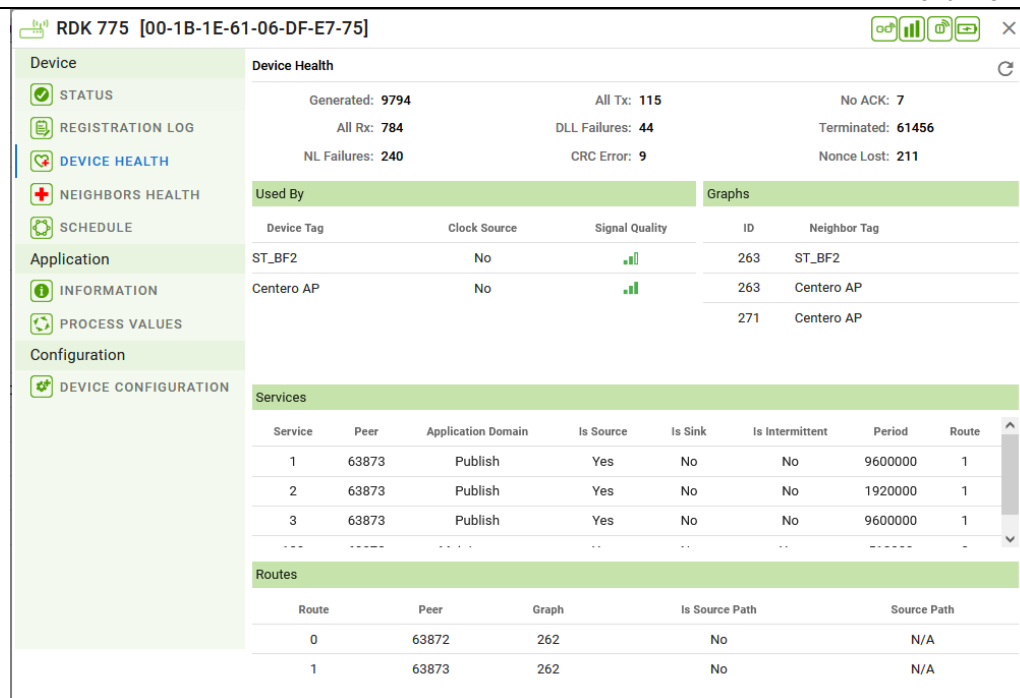 RDK 775 [00-1B-1E-61-06-DF-E7-75]
Device
STATUS
REGISTRATION LOG
DEVICE HEALTH
NEIGHBORS HEALTH
SCHEDULE
Application
INFORMATION
PROCESS VALUES
Configuration
DEVICE CONFIGURATION
Device Health
Generated: 9794 All Tx: 115 No ACK: 7
All Rx: 784 DLL Failures: 44 Terminated: 61456
NL Failures: 240 CRC Error: 9 Nonce Lost: 211
Used By
Device Tag Clock Source Signal Quality
ST_BF2 No
Centero AP No
Graphs
ID Neighbor Tag
263 ST_BF2
263 Centero AP
271 Centero AP
Services
Service Peer Application Domain Is Source Is Sink Is Intermittent Period Route
1 63873 Publish Yes No No 9600000 1
2 63873 Publish Yes No No 1920000 1
3 63873 Publish Yes No No 9600000 1
Routes
Route Peer Graph Is Source Path Source Path
0 63872 262 No N/A
1 63873 262 No N/A